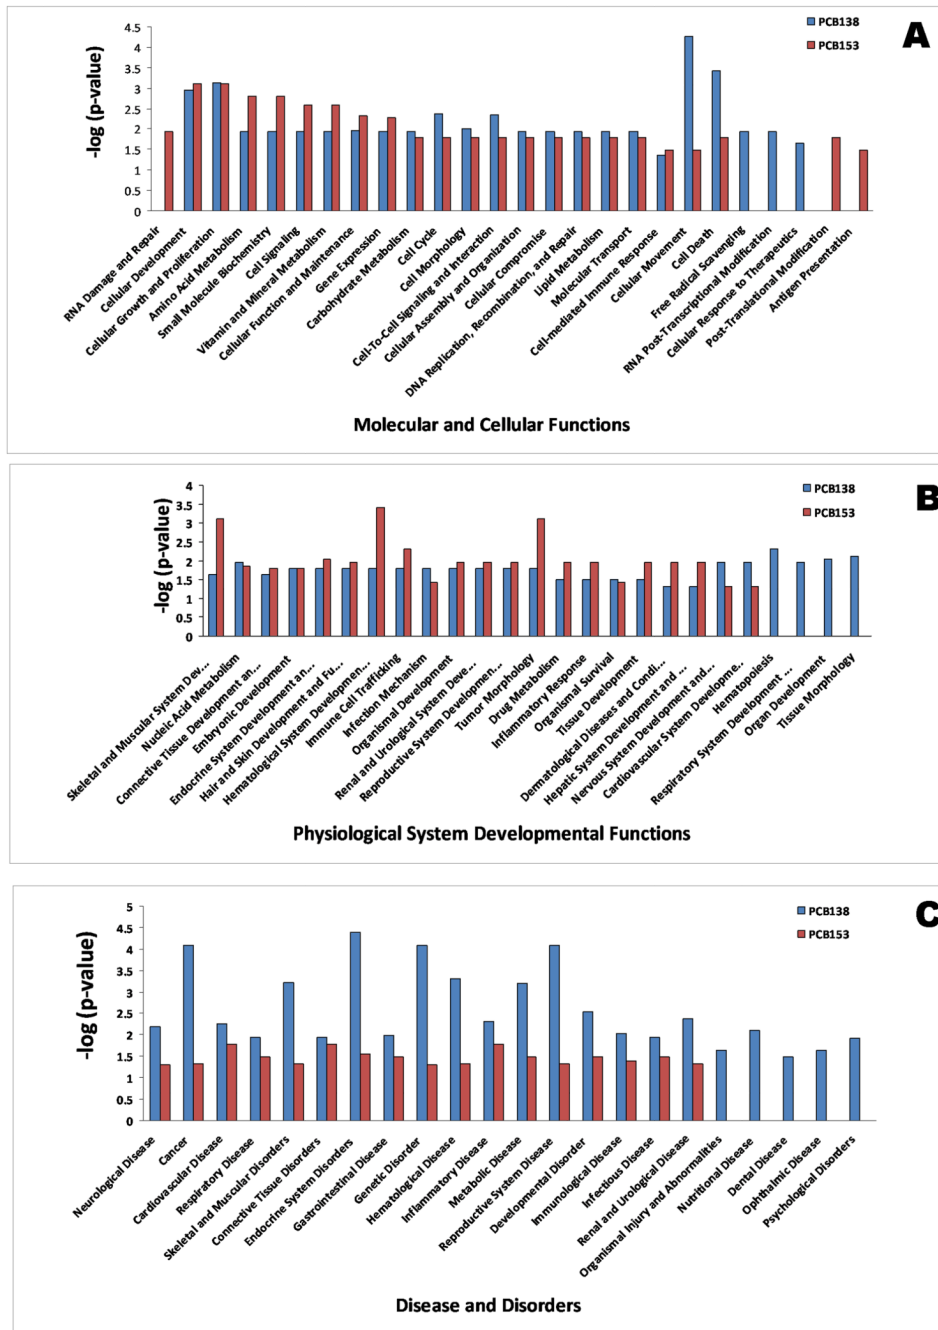 A
PCB138
PCB153
-log (p-value)
4.5
4
3.5
3
2.5
2
1.5
1
0.5
0
RNA Damage and Repair
Cellular Development
Cellular Growth and Proliferation
Amino Acid Metabolism
Small Molecule Biochemistry
Cell Signaling
Vitamin and Mineral Metabolism
Cellular Function and Maintenance
Gene Expression
Carbohydrate Metabolism
Cell Cycle
Cell Morphology
Cell-To-Cell Signaling and Interaction
Cellular Assembly and Organization
Cellular Compromise
DNA Replication, Recombination, and Repair
Lipid Metabolism
Molecular Transport
Cell-mediated Immune Response
Cellular Movement
Cell Death
Free Radical Scavenging
RNA Post-Transcriptional Modification
Cellular Response to Therapeutics
Post-Translational Modification
Antigen Presentation
Molecular and Cellular Functions
B
PCB138
PCB153
-log (p-value)
4
3.5
3
2.5
2
1.5
1
0.5
0
Skeletal and Muscular System Dev...
Nucleic Acid Metabolism
Connective Tissue Development an...
Embryonic Development
Endocrine System Development an...
Hair and Skin Development and Fu...
Hematological System Developmen...
Immune Cell Trafficking
Infection Mechanism
Organismal Development
Renal and Urological System Deve...
Reproductive System Developmen...
Tumor Morphology
Drug Metabolism
Inflammatory Response
Organismal Survival
Tissue Development
Dermatological Diseases and Condi...
Hepatic System Development and ...
Nervous System Development and...
Cardiovascular System Developme..
Hematopoiesis
Respiratory System Development ...
Organ Development
Tissue Morphology
Physiological System Developmental Functions
C
PCB138
PCB153
-log (p-value)
5
4.5
4
3.5
3
2.5
2
1.5
1
0.5
0
Neurological Disease
Cancer
Cardiovascular Disease
Respiratory Disease
Skeletal and Muscular Disorders
Connective Tissue Disorders
Endocrine System Disorders
Gastrointestinal Disease
Genetic Disorder
Hematological Disease
Inflammatory Disease
Metabolic Disease
Reproductive System Disease
Developmental Disorder
Immunological Disease
Infectious Disease
Renal and Urological Disease
Organismal Injury and Abnormalities
Nutritional Disease
Dental Disease
Ophthalmic Disease
Psychological Disorders
Disease and Disorders